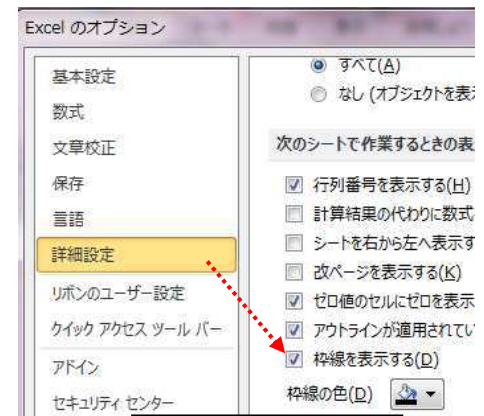 Excel のオプション
基本設定
数式
文章校正
保存
言語
詳細設定
リボンのユーザー設定
クイック アクセス ツール バー
アドイン
セキュリティ センター
すべて(A)
なし (オブジェクトを表示
次のシートで作業するときの表
行列番号を表示する(H)
計算結果の代わりに数式
シートを右から左へ表示す
改ページを表示する(K)
ゼロ値のセルにゼロを表示
アウトラインが適用されてい
枠線を表示する(D)
枠線の色(D)